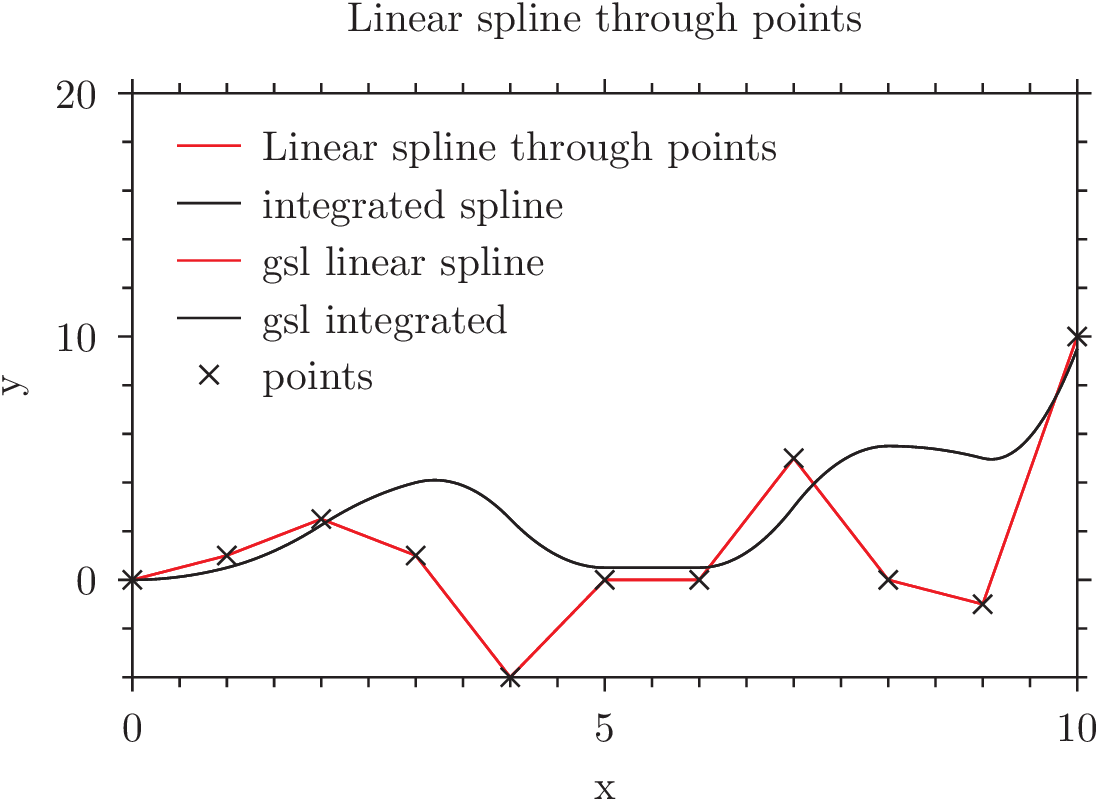 Linear spline through points
20
Linear spline through points
integrated spline
gsl linear spline
gsl integrated
10
points
y
0
0
5
10
x